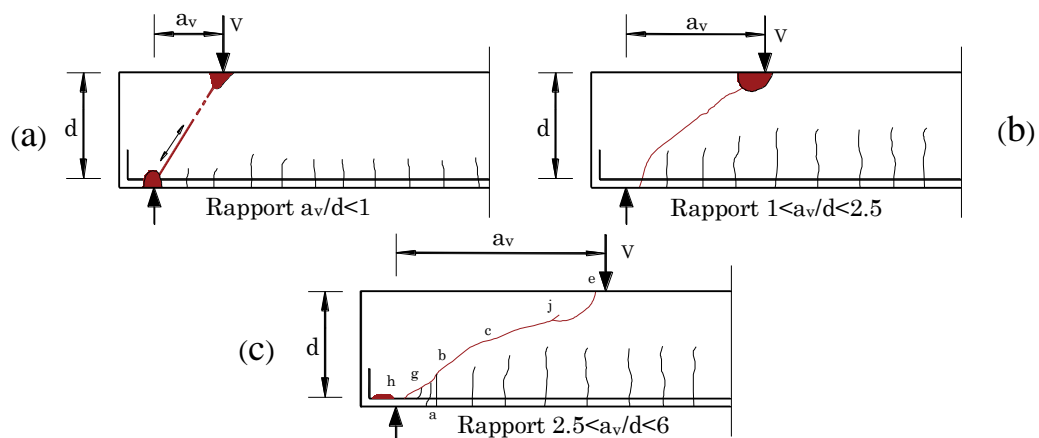 aᵥ V
(a) d
Rapport aᵥ/d<1
aᵥ V
d (b)
Rapport 1<aᵥ/d<2.5
aᵥ V
e
j
c
(c) d b
h g
a
Rapport 2.5<aᵥ/d<6